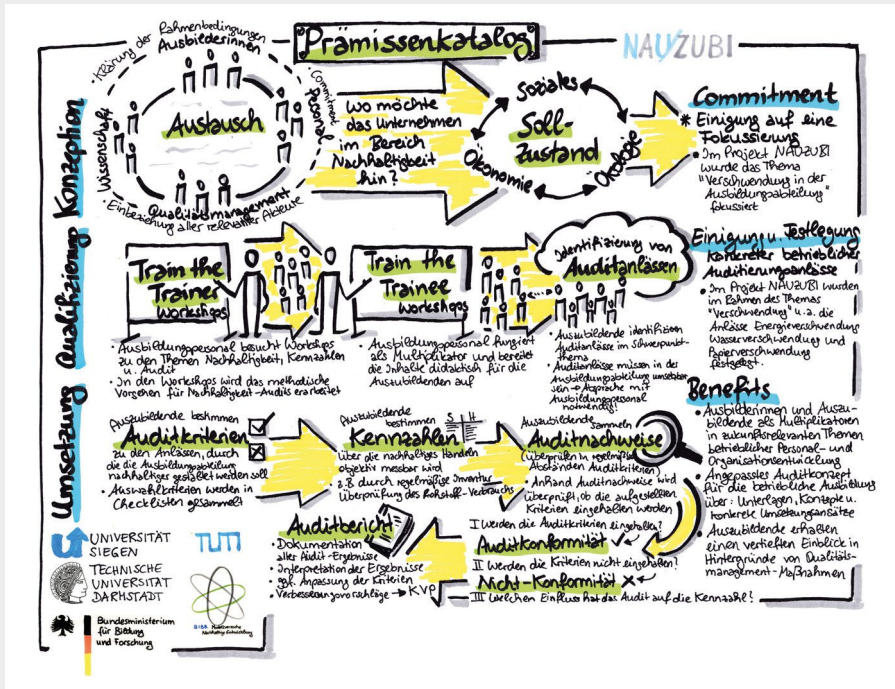 Prämissenkatalog
NAUZUBI
Konzeption
• Klärung der Rahmenbedingungen
Ausbilderinnen
• Commitment
Personal
Wissenschaft
Austausch
Qualitätsmanagement
• Einbeziehung aller relevanter Akteure
Wo möchte
das Unternehmen
im Bereich
Nachhaltigkeit
hin?
Soziales
Soll-
zustand
Ökonomie
Ökologie
Commitment
* Einigung auf eine
Fokussierung
• Im Projekt NAUZUBI
wurde das Thema
"Verschwendung in der
Ausbildungsabteilung"
fokussiert
Qualifizierung
Train the
Trainer
Workshops
• Ausbildungspersonal besucht Workshops
zu den Themen Nachhaltigkeit, Kennzahlen
u. Audit
• In den Workshops wird das methodische
Vorgehen für Nachhaltigkeit-Audits erarbeitet
Train the
Trainee
Workshops
• Ausbildungspersonal fungiert
als Multiplikator und bereitet
die Inhalte didaktisch für die
Auszubildenden auf
Identifizierung von
Auditanlässen
• Auszubildende identifizieren
Auditanlässe im Schwerpunkt-
thema
• Auditanlässe müssen in der
Ausbildungsabteilung umsetzbar
sein → Absprache mit
Ausbildungspersonal
notwendig!
Einigung u. Festlegung
konkreter betrieblicher
Auditierungsanlässe
• Im Projekt NAUZUBI wurden
im Rahmen des Themas
"Verschwendung" u.a. die
Anlässe Energieverschwendung
Wasserverschwendung und
Papierverschwendung
festgelegt.
Umsetzung
Auszubildende bestimmen
Auditkriterien
zu den Anlässen, durch
die die Ausbildungsabteilung
nachhaltiger gestaltet werden soll
• Auswahlkriterien werden in
Checklisten gesammelt
Auszubildende
bestimmen
S I H
Kennzahlen
über die nachhaltiges Handeln
objektiv messbar wird
• z.B. durch regelmäßige Inventur
Überprüfung des Rohstoff-Verbrauchs
Auszubildende
sammeln
Auditnachweise
(überprüfen in regelmäßigen
Abständen Auditkriterien)
• Anhand Auditnachweise wird
überprüft, ob die aufgestellten
Kriterien eingehalten werden
I Werden die Auditkriterien eingehalten?
Auditkonformität
II Werden die Kriterien nicht eingehalten?
Nicht-Konformität
III Welchen Einfluss hat das Audit auf die Kennzahl?
Auditbericht
• Dokumentation
aller Audit-Ergebnisse
• Interpretation der Ergebnisse
• ggf. Anpassung der Kriterien
• Verbesserungsvorschläge → KVP
Benefits
• Ausbilderinnen und Auszu-
bildende als Multiplikatoren
in zukunftsrelevanten Themen
betrieblicher Personal- und
Organisationsentwicklung
• Angepasstes Auditkonzept
für die betriebliche Ausbildung
über: Unterlagen, Konzepte u.
konkrete Umsetzungsansätze
• Auszubildende erhalten
einen vertieften Einblick in
Hintergründe von Qualitäts-
management-Maßnahmen
UNIVERSITÄT
SIEGEN
TUM
TECHNISCHE
UNIVERSITÄT
DARMSTADT
BIBB
Nachhaltige Entwicklung
Bundesministerium
für Bildung
und Forschung